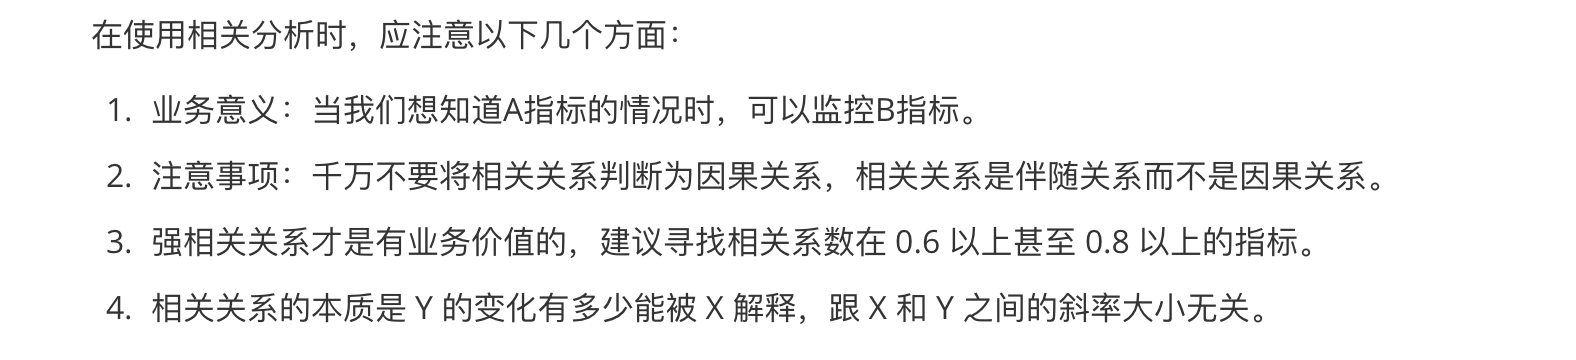 在使用相关分析时，应注意以下几个方面：
1. 业务意义：当我们想知道A指标的情况时，可以监控B指标。
2. 注意事项：千万不要将相关关系判断为因果关系，相关关系是伴随关系而不是因果关系。
3. 强相关关系才是有业务价值的，建议寻找相关系数在 0.6 以上甚至 0.8 以上的指标。
4. 相关关系的本质是 Y 的变化有多少能被 X 解释，跟 X 和 Y 之间的斜率大小无关。